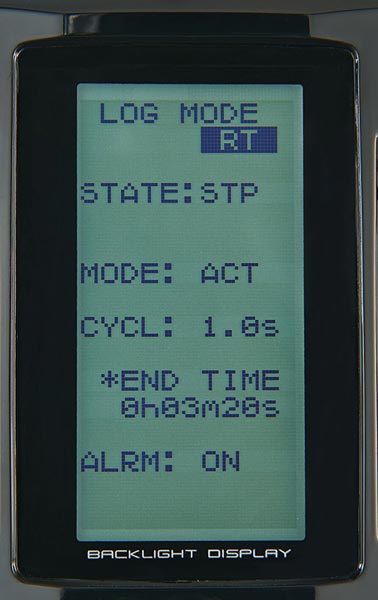 LOG MODE
RT
STATE:STP
MODE: ACT
CYCL: 1.0s
*END TIME
0h03m20s
ALRM: ON
BACKLIGHT DISPLAY